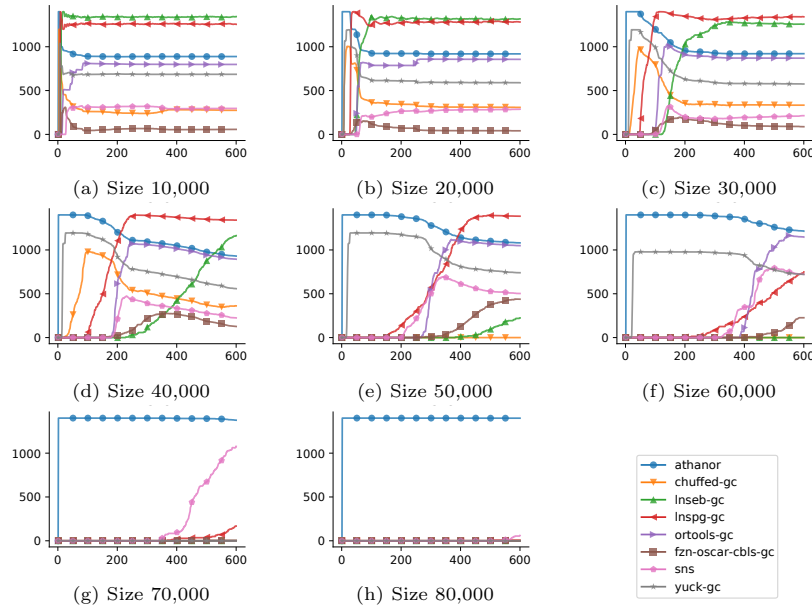 1000
500
0
0 200 400 600
(a) Size 10,000
1000
500
0
0 200 400 600
(b) Size 20,000
1000
500
0
0 200 400 600
(c) Size 30,000
1000
500
0
0 200 400 600
(d) Size 40,000
1000
500
0
0 200 400 600
(e) Size 50,000
1000
500
0
0 200 400 600
(f) Size 60,000
1000
500
0
0 200 400 600
(g) Size 70,000
1000
500
0
0 200 400 600
(h) Size 80,000
athanor
chuffed-gc
lnseb-gc
lnspg-gc
ortools-gc
fzn-oscar-cbls-gc
sns
yuck-gc